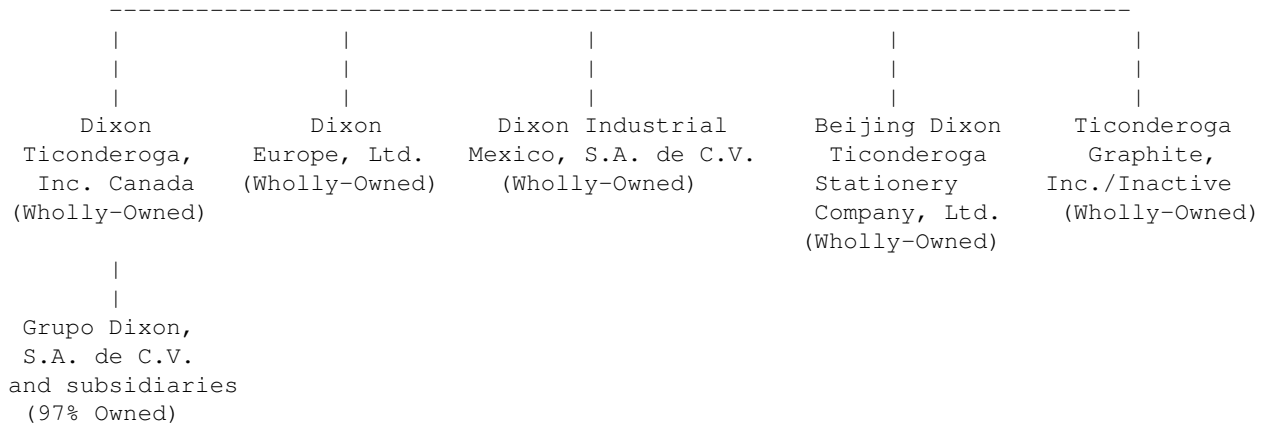 Dixon Ticonderoga, Inc. Canada (Wholly-Owned)
Dixon Europe, Ltd. (Wholly-Owned)
Dixon Industrial Mexico, S.A. de C.V. (Wholly-Owned)
Beijing Dixon Ticonderoga Stationery Company, Ltd. (Wholly-Owned)
Ticonderoga Graphite, Inc./Inactive (Wholly-Owned)
Grupo Dixon,
S.A. de C.V.
and subsidiaries
(97% Owned)